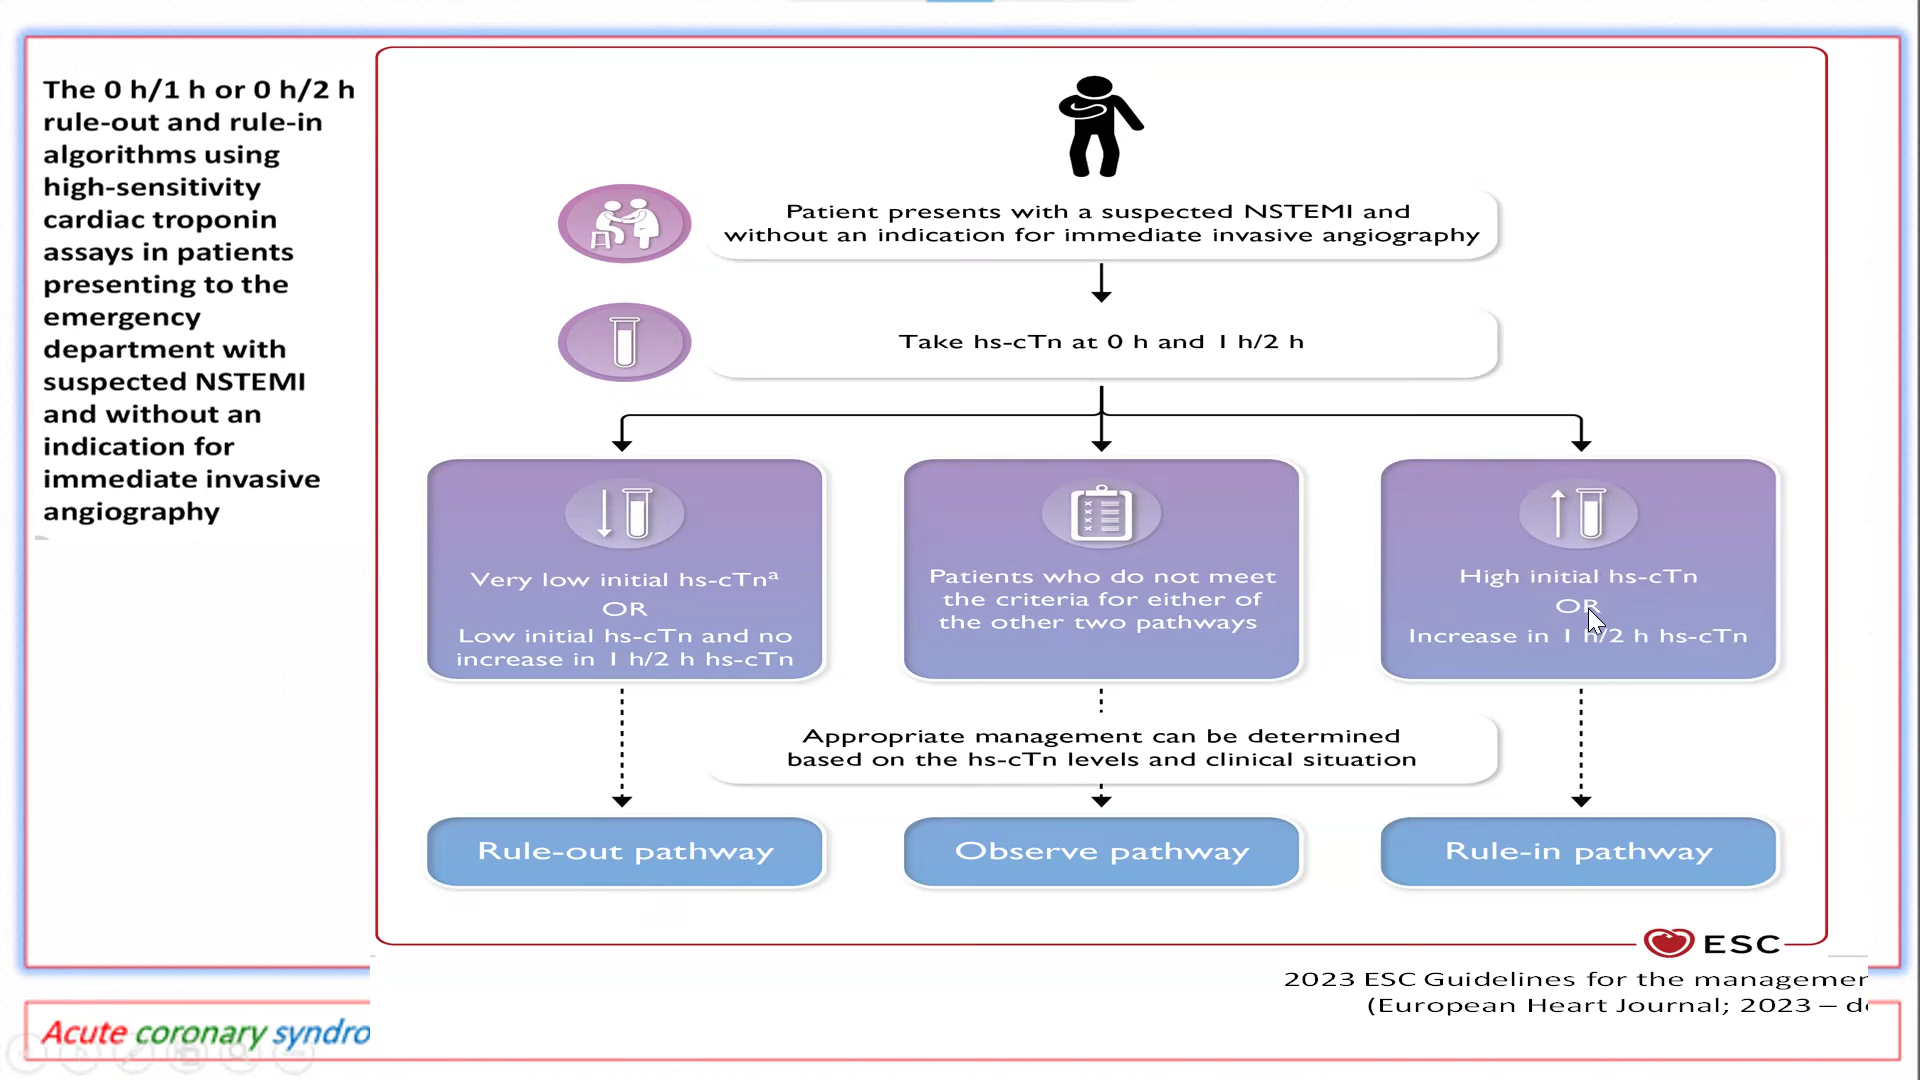 The 0 h/1 h or 0 h/2 h
rule-out and rule-in
algorithms using
high-sensitivity
cardiac troponin
assays in patients
presenting to the
emergency
department with
suspected NSTEMI
and without an
indication for
immediate invasive
angiography
Patient presents with a suspected NSTEMI and
without an indication for immediate invasive angiography
Take hs-cTn at 0 h and 1 h/2 h
Very low initial hs-cTnᵃ
OR
Low initial hs-cTn and no
increase in 1 h/2 h hs-cTn
Patients who do not meet
the criteria for either of
the other two pathways
High initial hs-cTn
OR
Increase in 1 h/2 h hs-cTn
Appropriate management can be determined
based on the hs-cTn levels and clinical situation
Rule-out pathway
Observe pathway
Rule-in pathway
ESC
2023 ESC Guidelines for the
(European Heart Journal; 2023 –
Acute coronary